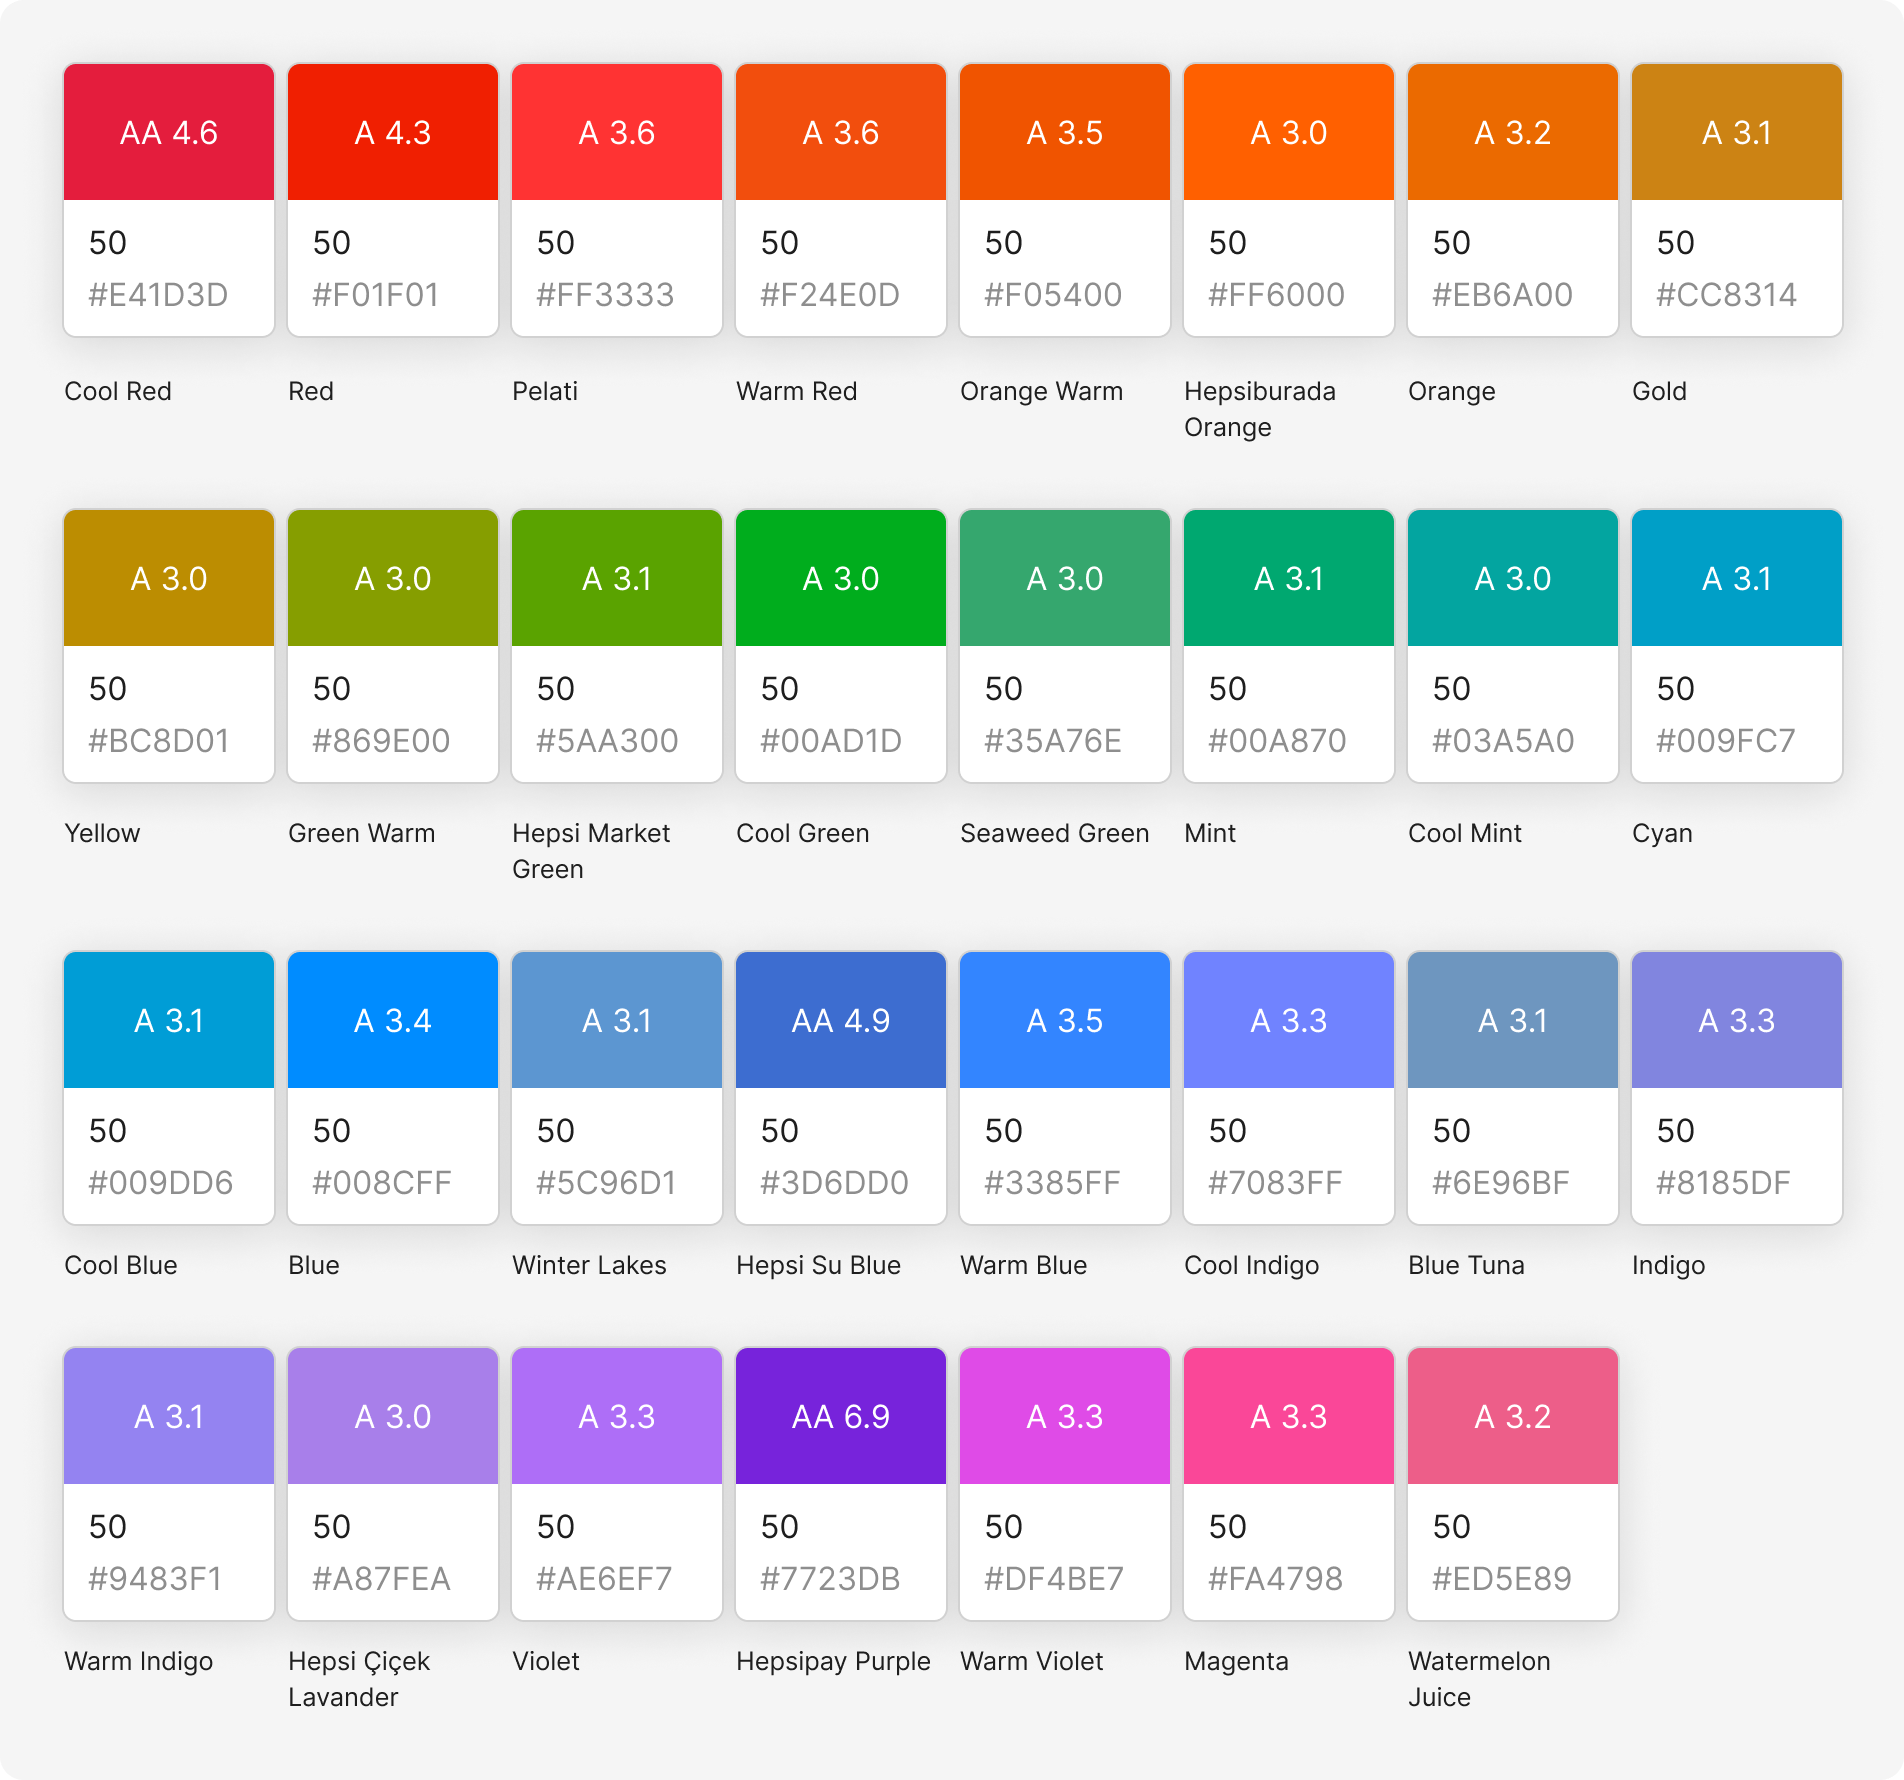 AA 4.6
50
#E41D3D
Cool Red
A 4.3
50
#F01F01
Red
A 3.6
50
#FF3333
Pelati
A 3.6
50
#F24E0D
Warm Red
A 3.5
50
#F05400
Orange Warm
A 3.0
50
#FF6000
Hepsiburada
Orange
A 3.2
50
#EB6A00
Orange
A 3.1
50
#CC8314
Gold
A 3.0
50
#BC8D01
Yellow
A 3.0
50
#869E00
Green Warm
A 3.1
50
#5AA300
Hepsi Market
Green
A 3.0
50
#00AD1D
Cool Green
A 3.0
50
#35A76E
Seaweed Green
A 3.1
50
#00A870
Mint
A 3.0
50
#03A5A0
Cool Mint
A 3.1
50
#009FC7
Cyan
A 3.1
50
#009DD6
Cool Blue
A 3.4
50
#008CFF
Blue
A 3.1
50
#5C96D1
Winter Lakes
AA 4.9
50
#3D6DD0
Hepsi Su Blue
A 3.5
50
#3385FF
Warm Blue
A 3.3
50
#7083FF
Cool Indigo
A 3.1
50
#6E96BF
Blue Tuna
A 3.3
50
#8185DF
Indigo
A 3.1
50
#9483F1
Warm Indigo
A 3.0
50
#A87FEA
Hepsi Çiçek
Lavander
A 3.3
50
#AE6EF7
Violet
AA 6.9
50
#7723DB
Hepsipay Purple
A 3.3
50
#DF4BE7
Warm Violet
A 3.3
50
#FA4798
Magenta
A 3.2
50
#ED5E89
Watermelon
Juice